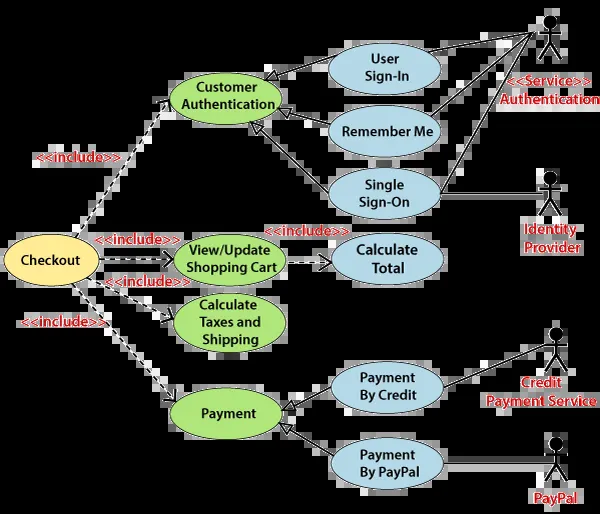 User
Sign-In
<<Service>>
Authentication
Customer
Authentication
Remember Me
<<include>>
Single
Sign-On
Identity
Provider
<<include>>
<<include>>
Checkout
View/Update
Shopping Cart
Calculate
Total
<<include>>
Calculate
Taxes and
Shipping
<<include>>
Payment
By Credit
Credit
Payment Service
Payment
Payment
By PayPal
PayPal